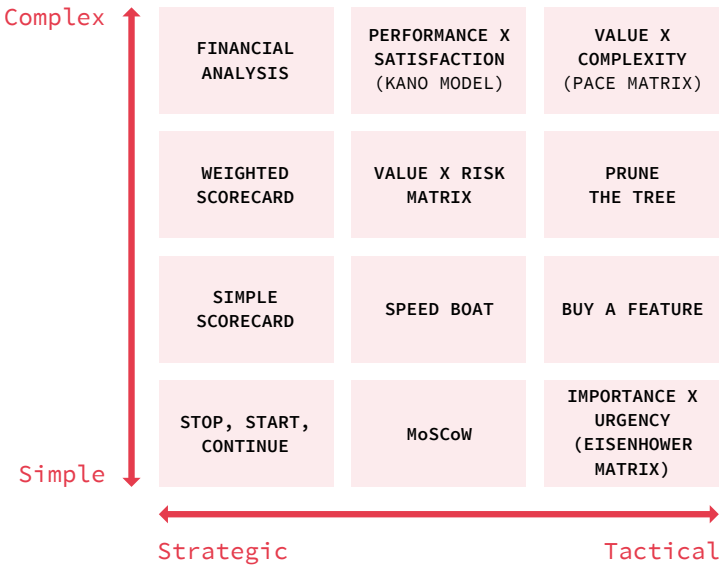 Complex
FINANCIAL
ANALYSIS
PERFORMANCE X
SATISFACTION
(KANO MODEL)
VALUE X
COMPLEXITY
(PACE MATRIX)
WEIGHTED
SCORECARD
VALUE X RISK
MATRIX
PRUNE
THE TREE
SIMPLE
SCORECARD
SPEED BOAT
BUY A FEATURE
STOP, START,
CONTINUE
MoSCoW
IMPORTANCE X
URGENCY
(EISENHOWER
MATRIX)
Simple
Strategic
Tactical